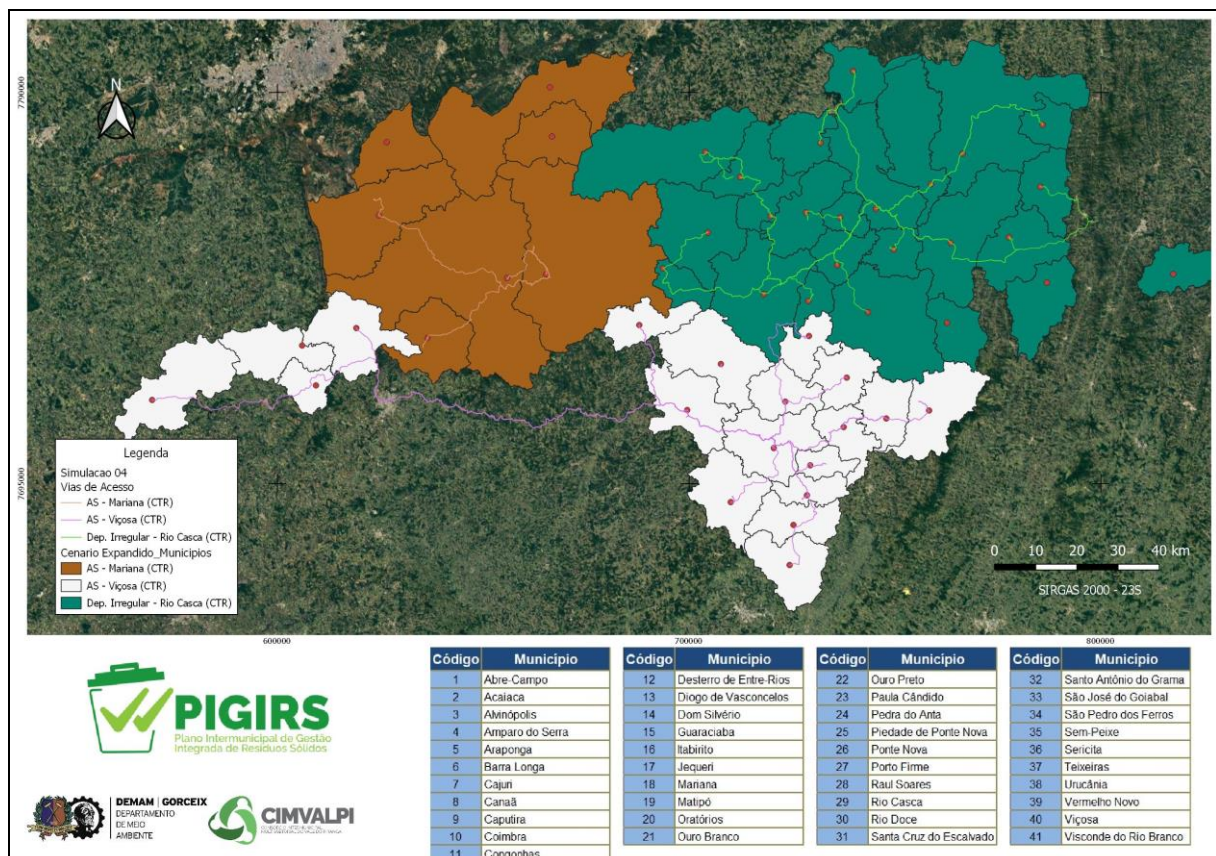 N
7790000
7695000
Legenda
Simulacao 04
Vias de Acesso
AS - Mariana (CTR)
AS - Viçosa (CTR)
Dep. Irregular - Rio Casca (CTR)
Cenario Expandido_Municipios
AS - Mariana (CTR)
AS - Viçosa (CTR)
Dep. Irregular - Rio Casca (CTR)
0 10 20 30 40 km
SIRGAS 2000 - 23S
600000 700000 800000
PIGIRS
Plano Intermunicipal de Gestão
Integrada de Resíduos Sólidos
DEMAM | GORCEIX
DEPARTAMENTO
DE MEIO
AMBIENTE
CIMVALPI
Código Município
1 Abre-Campo
2 Acaiaca
3 Alvinópolis
4 Amparo do Serra
5 Araponga
6 Barra Longa
7 Cajuri
8 Canaã
9 Caputira
10 Coimbra
11 Congonhas
Código Município
12 Desterro de Entre-Rios
13 Diogo de Vasconcelos
14 Dom Silvério
15 Guaraciaba
16 Itabirito
17 Jequeri
18 Mariana
19 Matipó
20 Oratórios
21 Ouro Branco
Código Município
22 Ouro Preto
23 Paula Cândido
24 Pedra do Anta
25 Piedade de Ponte Nova
26 Ponte Nova
27 Porto Firme
28 Raul Soares
29 Rio Casca
30 Rio Doce
31 Santa Cruz do Escalvado
Código Município
32 Santo Antônio do Grama
33 São José do Goiabal
34 São Pedro dos Ferros
35 Sem-Peixe
36 Sericita
37 Teixeiras
38 Urucânia
39 Vermelho Novo
40 Viçosa
41 Visconde do Rio Branco